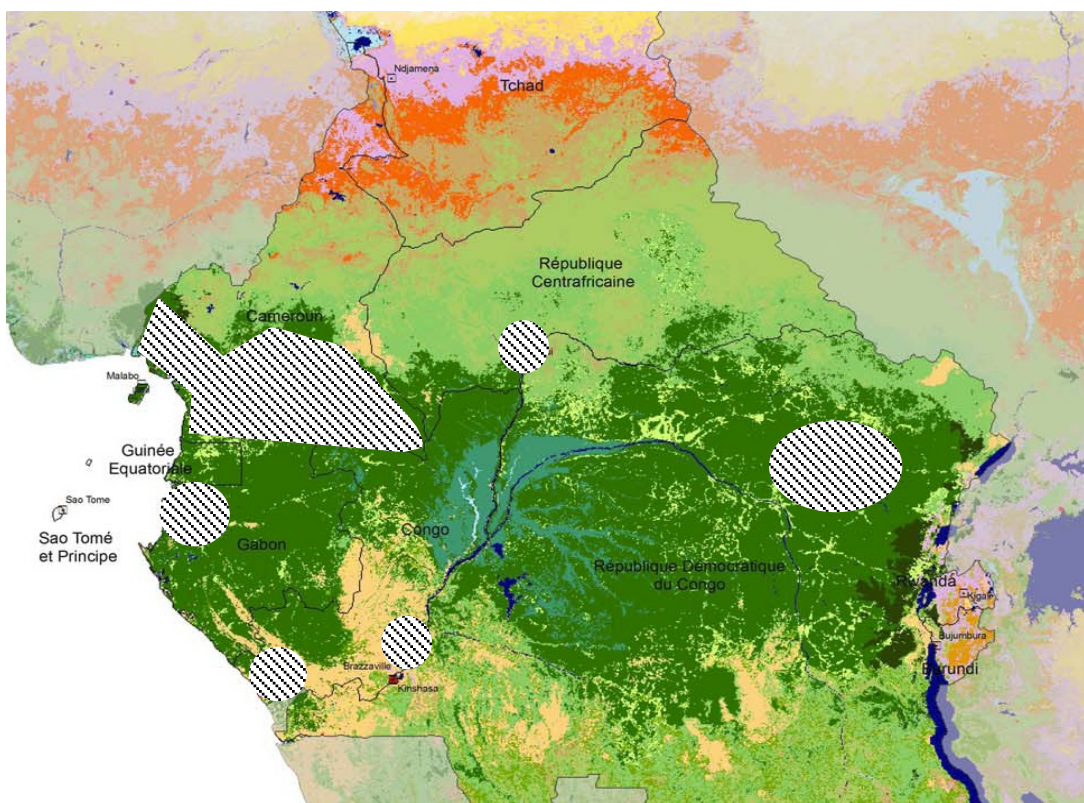 Ndjamena
Tchad
République
Centrafricaine
Cameroun
Malabo
Guinée
Equatoriale
Sao Tome
Sao Tomé
et Principe
Gabon
Congo
République Démocratique
du Congo
Rwanda
Kigali
Bujumbura
Burundi
Brazzaville
Kinshasa